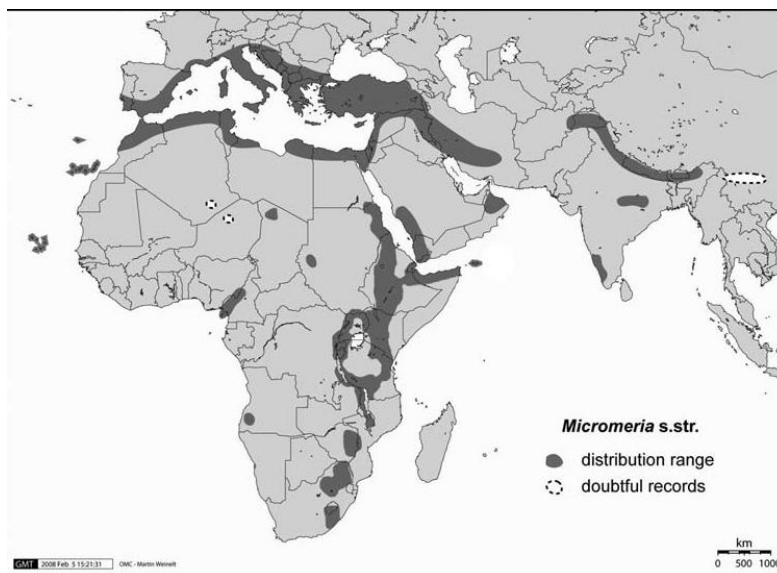 Micromeria s.str.
distribution range
doubtful records
km
0 500 1000
GMT 2008 Feb 5 15:21:31 OMC - Martin Weinelt